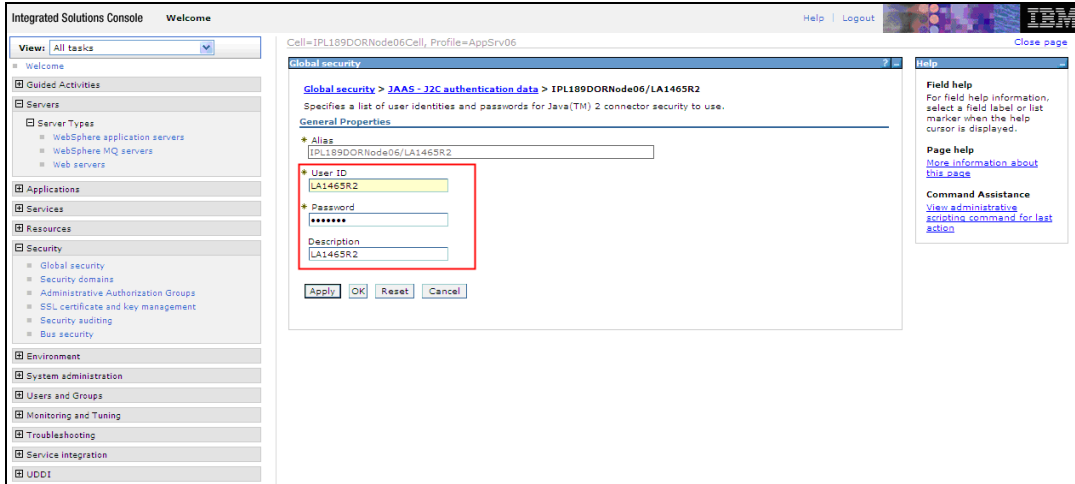 Integrated Solutions Console Welcome Help | Logout IBM
View: All tasks
Welcome
Guided Activities
Servers
Server Types
WebSphere application servers
WebSphere MQ servers
Web servers
Applications
Services
Resources
Security
Global security
Security domains
Administrative Authorization Groups
SSL certificate and key management
Security auditing
Bus security
Environment
System administration
Users and Groups
Monitoring and Tuning
Troubleshooting
Service integration
UDDI
Cell=IPL189DORNode06Cell, Profile=AppSrv06
Close page
Global security ? -
Global security > JAAS - J2C authentication data > IPL189DORNode06/LA1465R2
Specifies a list of user identities and passwords for Java(TM) 2 connector security to use.
General Properties
* Alias
IPL189DORNode06/LA1465R2
* User ID
LA1465R2
* Password
•••••••
Description
LA1465R2
Apply OK Reset Cancel
Help -
Field help
For field help information,
select a field label or list
marker when the help
cursor is displayed.
Page help
More information about
this page
Command Assistance
View administrative
scripting command for last
action